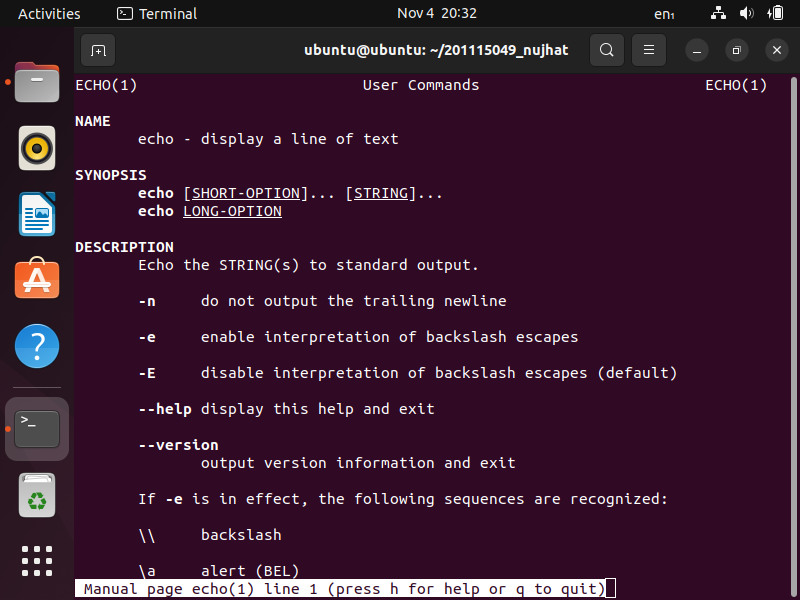 Activities Terminal Nov 4 20:32 en₁
ubuntu@ubuntu: ~/201115049_nujhat
ECHO(1) User Commands ECHO(1)
NAME
echo - display a line of text
SYNOPSIS
echo [SHORT-OPTION]... [STRING]...
echo LONG-OPTION
DESCRIPTION
Echo the STRING(s) to standard output.
-n do not output the trailing newline
-e enable interpretation of backslash escapes
-E disable interpretation of backslash escapes (default)
--help display this help and exit
--version
output version information and exit
If -e is in effect, the following sequences are recognized:
\\ backslash
\a alert (BEL)
Manual page echo(1) line 1 (press h for help or q to quit)